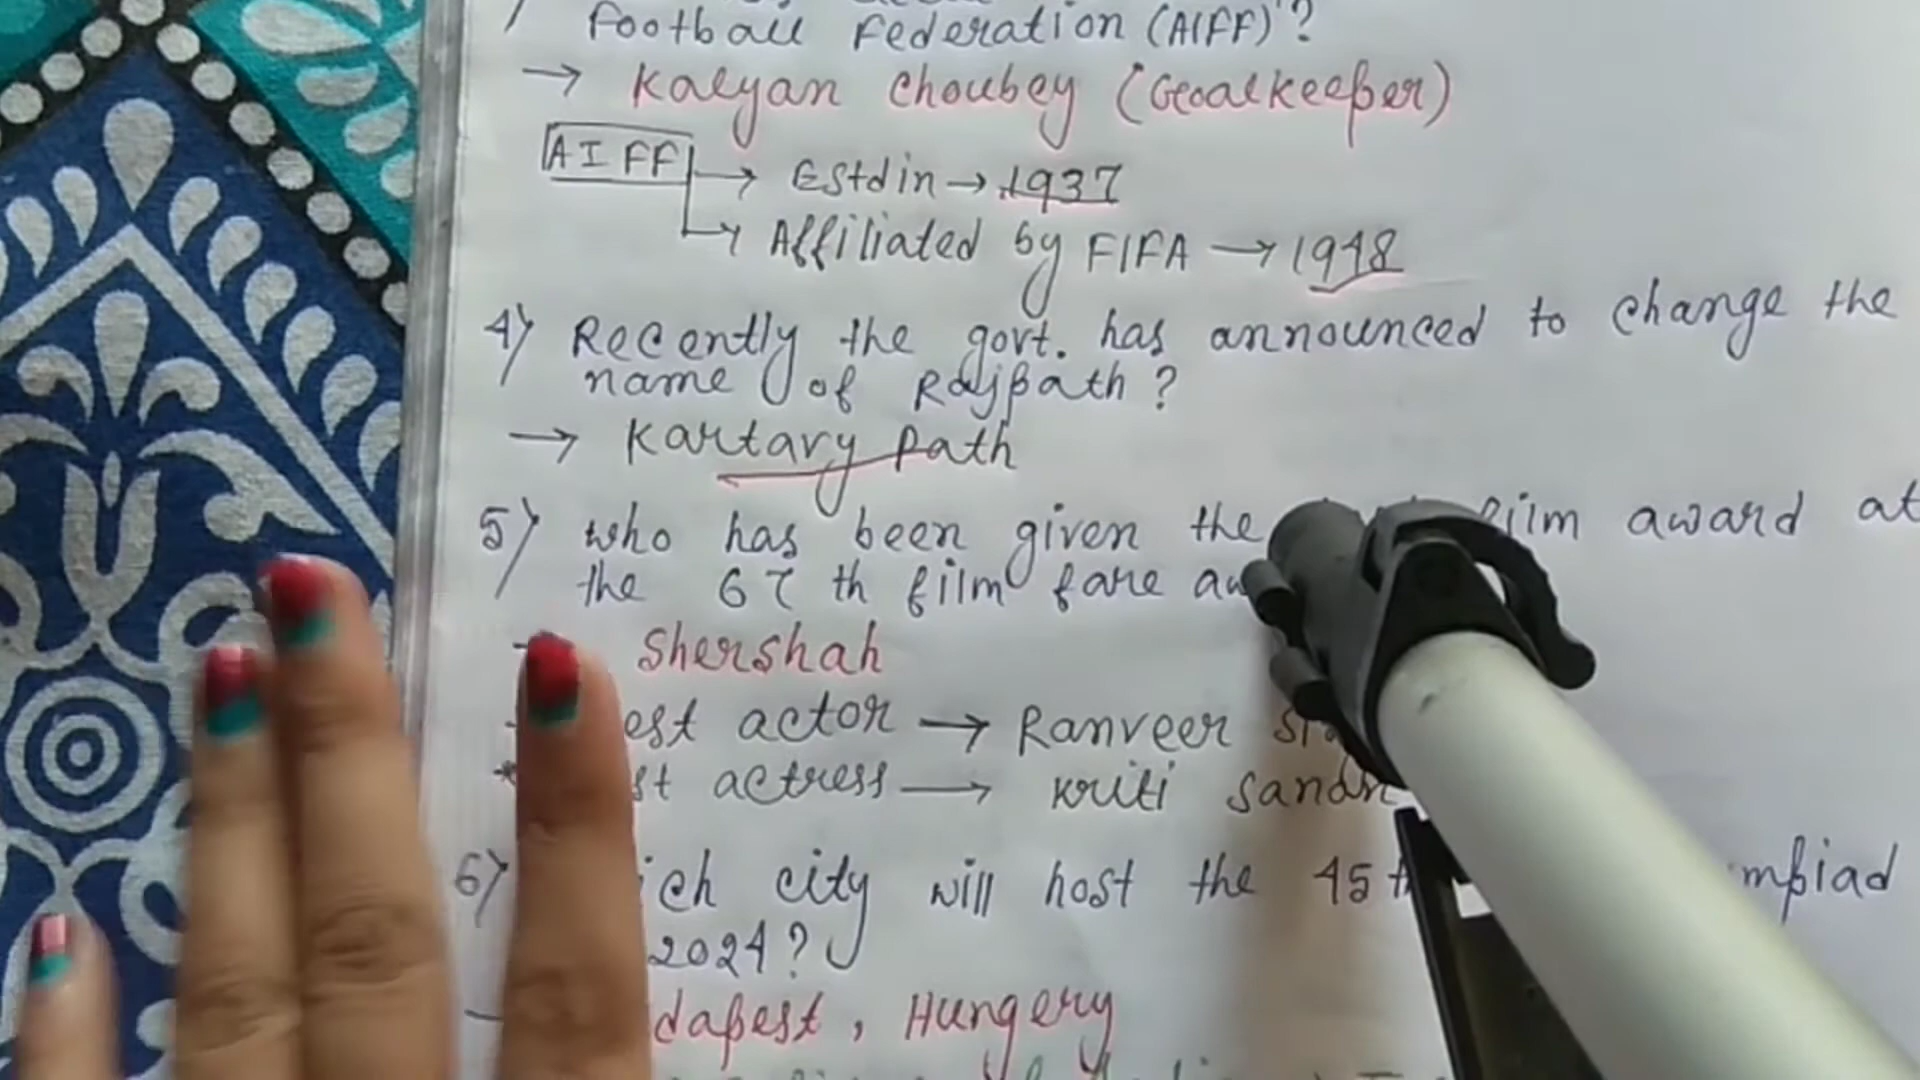 Football Federation (AIFF)'?
→ Kalyan Choubey (Goalkeeper)
AIFF → Estd in → 1937
→ Affiliated by FIFA → 1948
4) Recently the govt. has announced to change the
name of Rajpath?
→ Kartavy Path
5) who has been given the film award at
the 67 th film fare
Shershah
actor → Ranveer
actress → Kriti Sanon
6) city will host the 45 th
2024?
, Hungery